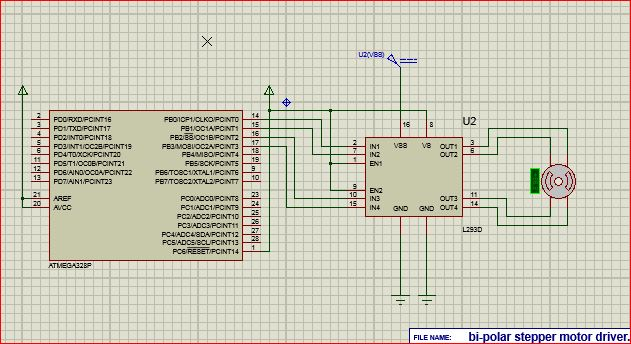 U2(VSS)
U2
ATMEGA328P
2 PD0/RXD/PCINT16 PB0/ICP1/CLKO/PCINT0 14
3 PD1/TXD/PCINT17 PB1/OC1A/PCINT1 15
4 PD2/INT0/PCINT18 PB2/SS/OC1B/PCINT2 16
5 PD3/INT1/OC2B/PCINT19 PB3/MOSI/OC2A/PCINT3 17
6 PD4/T0/XCK/PCINT20 PB4/MISO/PCINT4 18
11 PD5/T1/OC0B/PCINT21 PB5/SCK/PCINT5 19
12 PD6/AIN0/OC0A/PCINT22 PB6/TOSC1/XTAL1/PCINT6 9
13 PD7/AIN1/PCINT23 PB7/TOSC2/XTAL2/PCINT7 10
21 AREF PC0/ADC0/PCINT8 23
20 AVCC PC1/ADC1/PCINT9 24
PC2/ADC2/PCINT10 25
PC3/ADC3/PCINT11 26
PC4/ADC4/SDA/PCINT12 27
PC5/ADC5/SCL/PCINT13 28
PC6/RESET/PCINT14 1
16 8
VSS VS
2 IN1 OUT1 3
7 IN2 OUT2 6
1 EN1
9 EN2
10 IN3 OUT3 11
15 IN4 OUT4 14
GND GND
L293D
FILE NAME: bi-polar stepper motor driver.